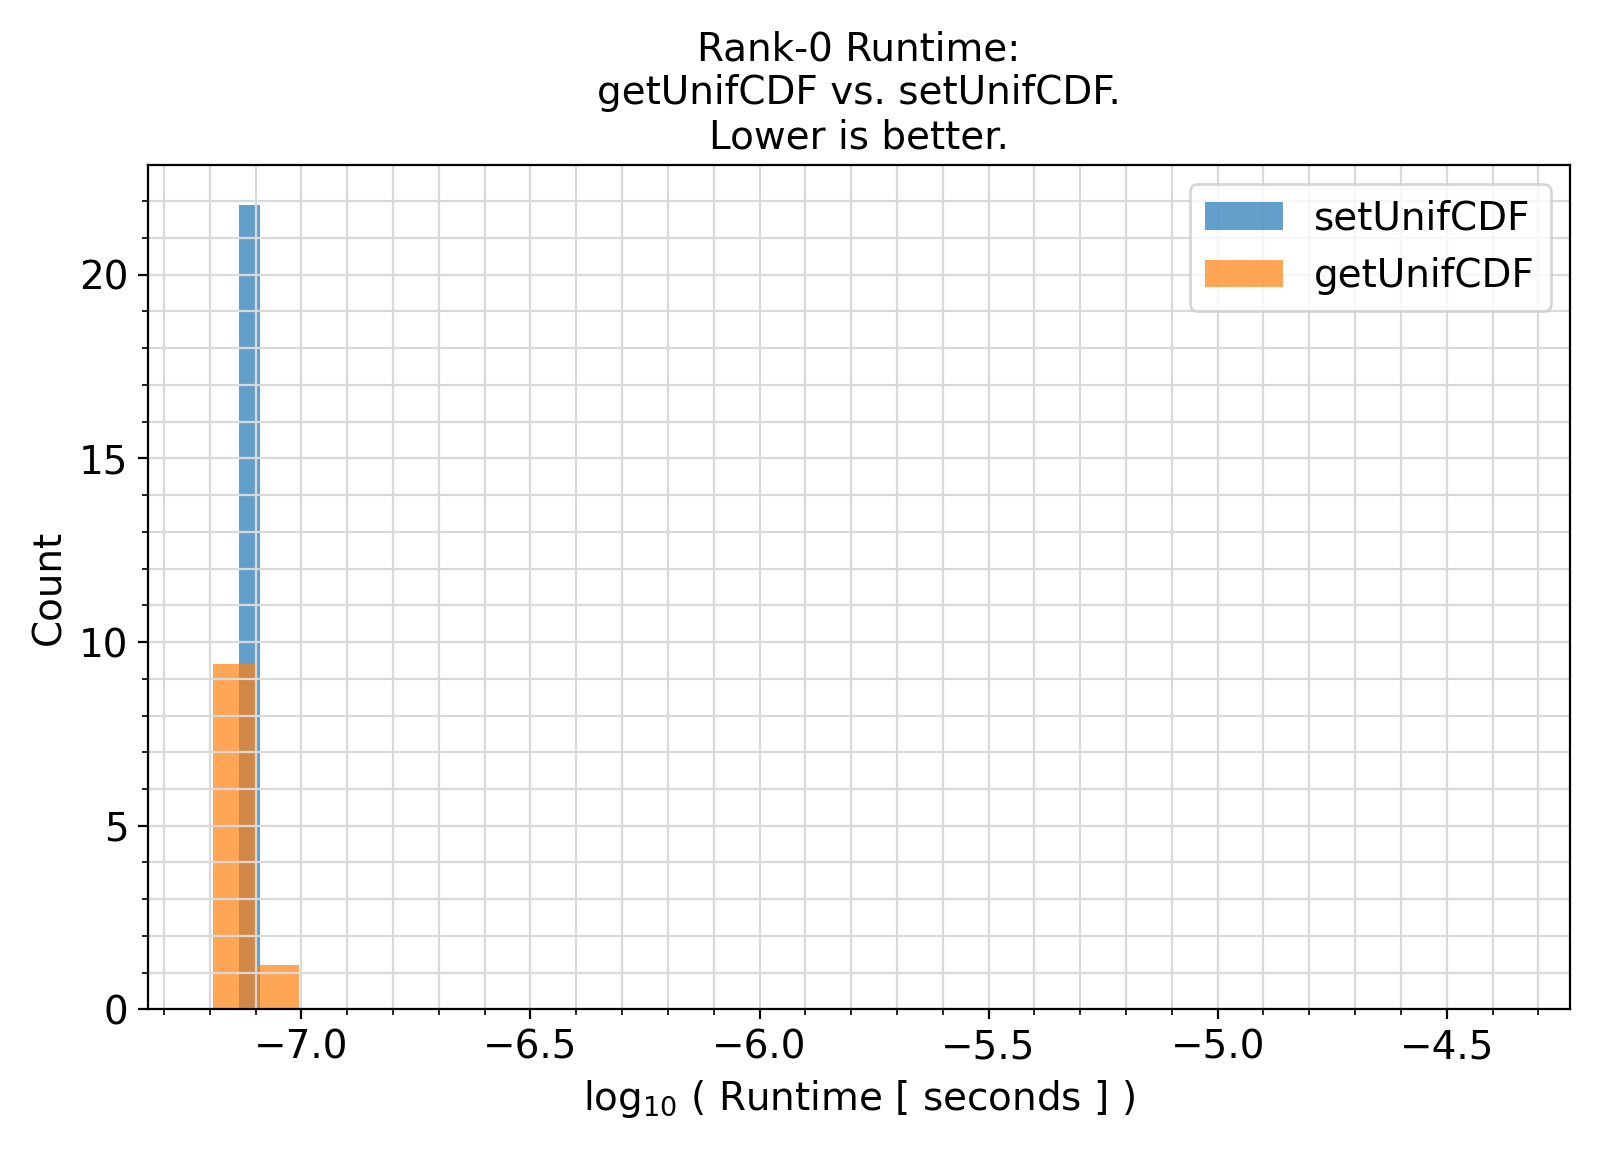 Rank-0 Runtime:
getUnifCDF vs. setUnifCDF.
Lower is better.
setUnifCDF
getUnifCDF
20
15
10
5
0
Count
−7.0 −6.5 −6.0 −5.5 −5.0 −4.5
log₁₀ ( Runtime [ seconds ] )